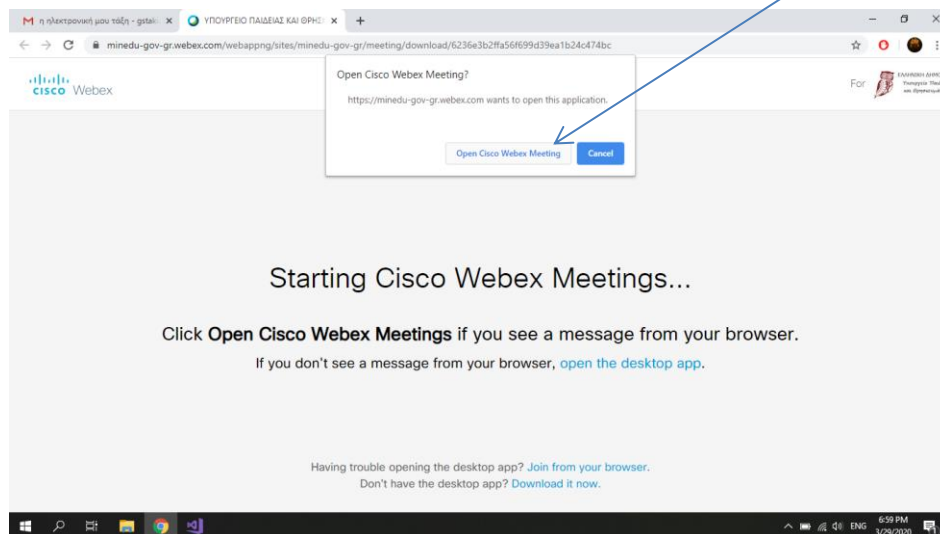 η ηλεκτρονική μου τάξη - gstai
ΥΠΟΥΡΓΕΙΟ ΠΑΙΔΕΙΑΣ ΚΑΙ ΘΡΗΣΚ
minedu-gov-gr.webex.com/webappng/sites/minedu-gov-gr/meeting/download/6236e3b2ffa56f699d39ea1b24c474bc
cisco Webex
Open Cisco Webex Meeting?
https://minedu-gov-gr.webex.com wants to open this application.
Open Cisco Webex Meeting
Cancel
For
Starting Cisco Webex Meetings...
Click Open Cisco Webex Meetings if you see a message from your browser.
If you don't see a message from your browser, open the desktop app.
Having trouble opening the desktop app? Join from your browser.
Don't have the desktop app? Download it now.
ENG
6:59 PM
3/29/2020